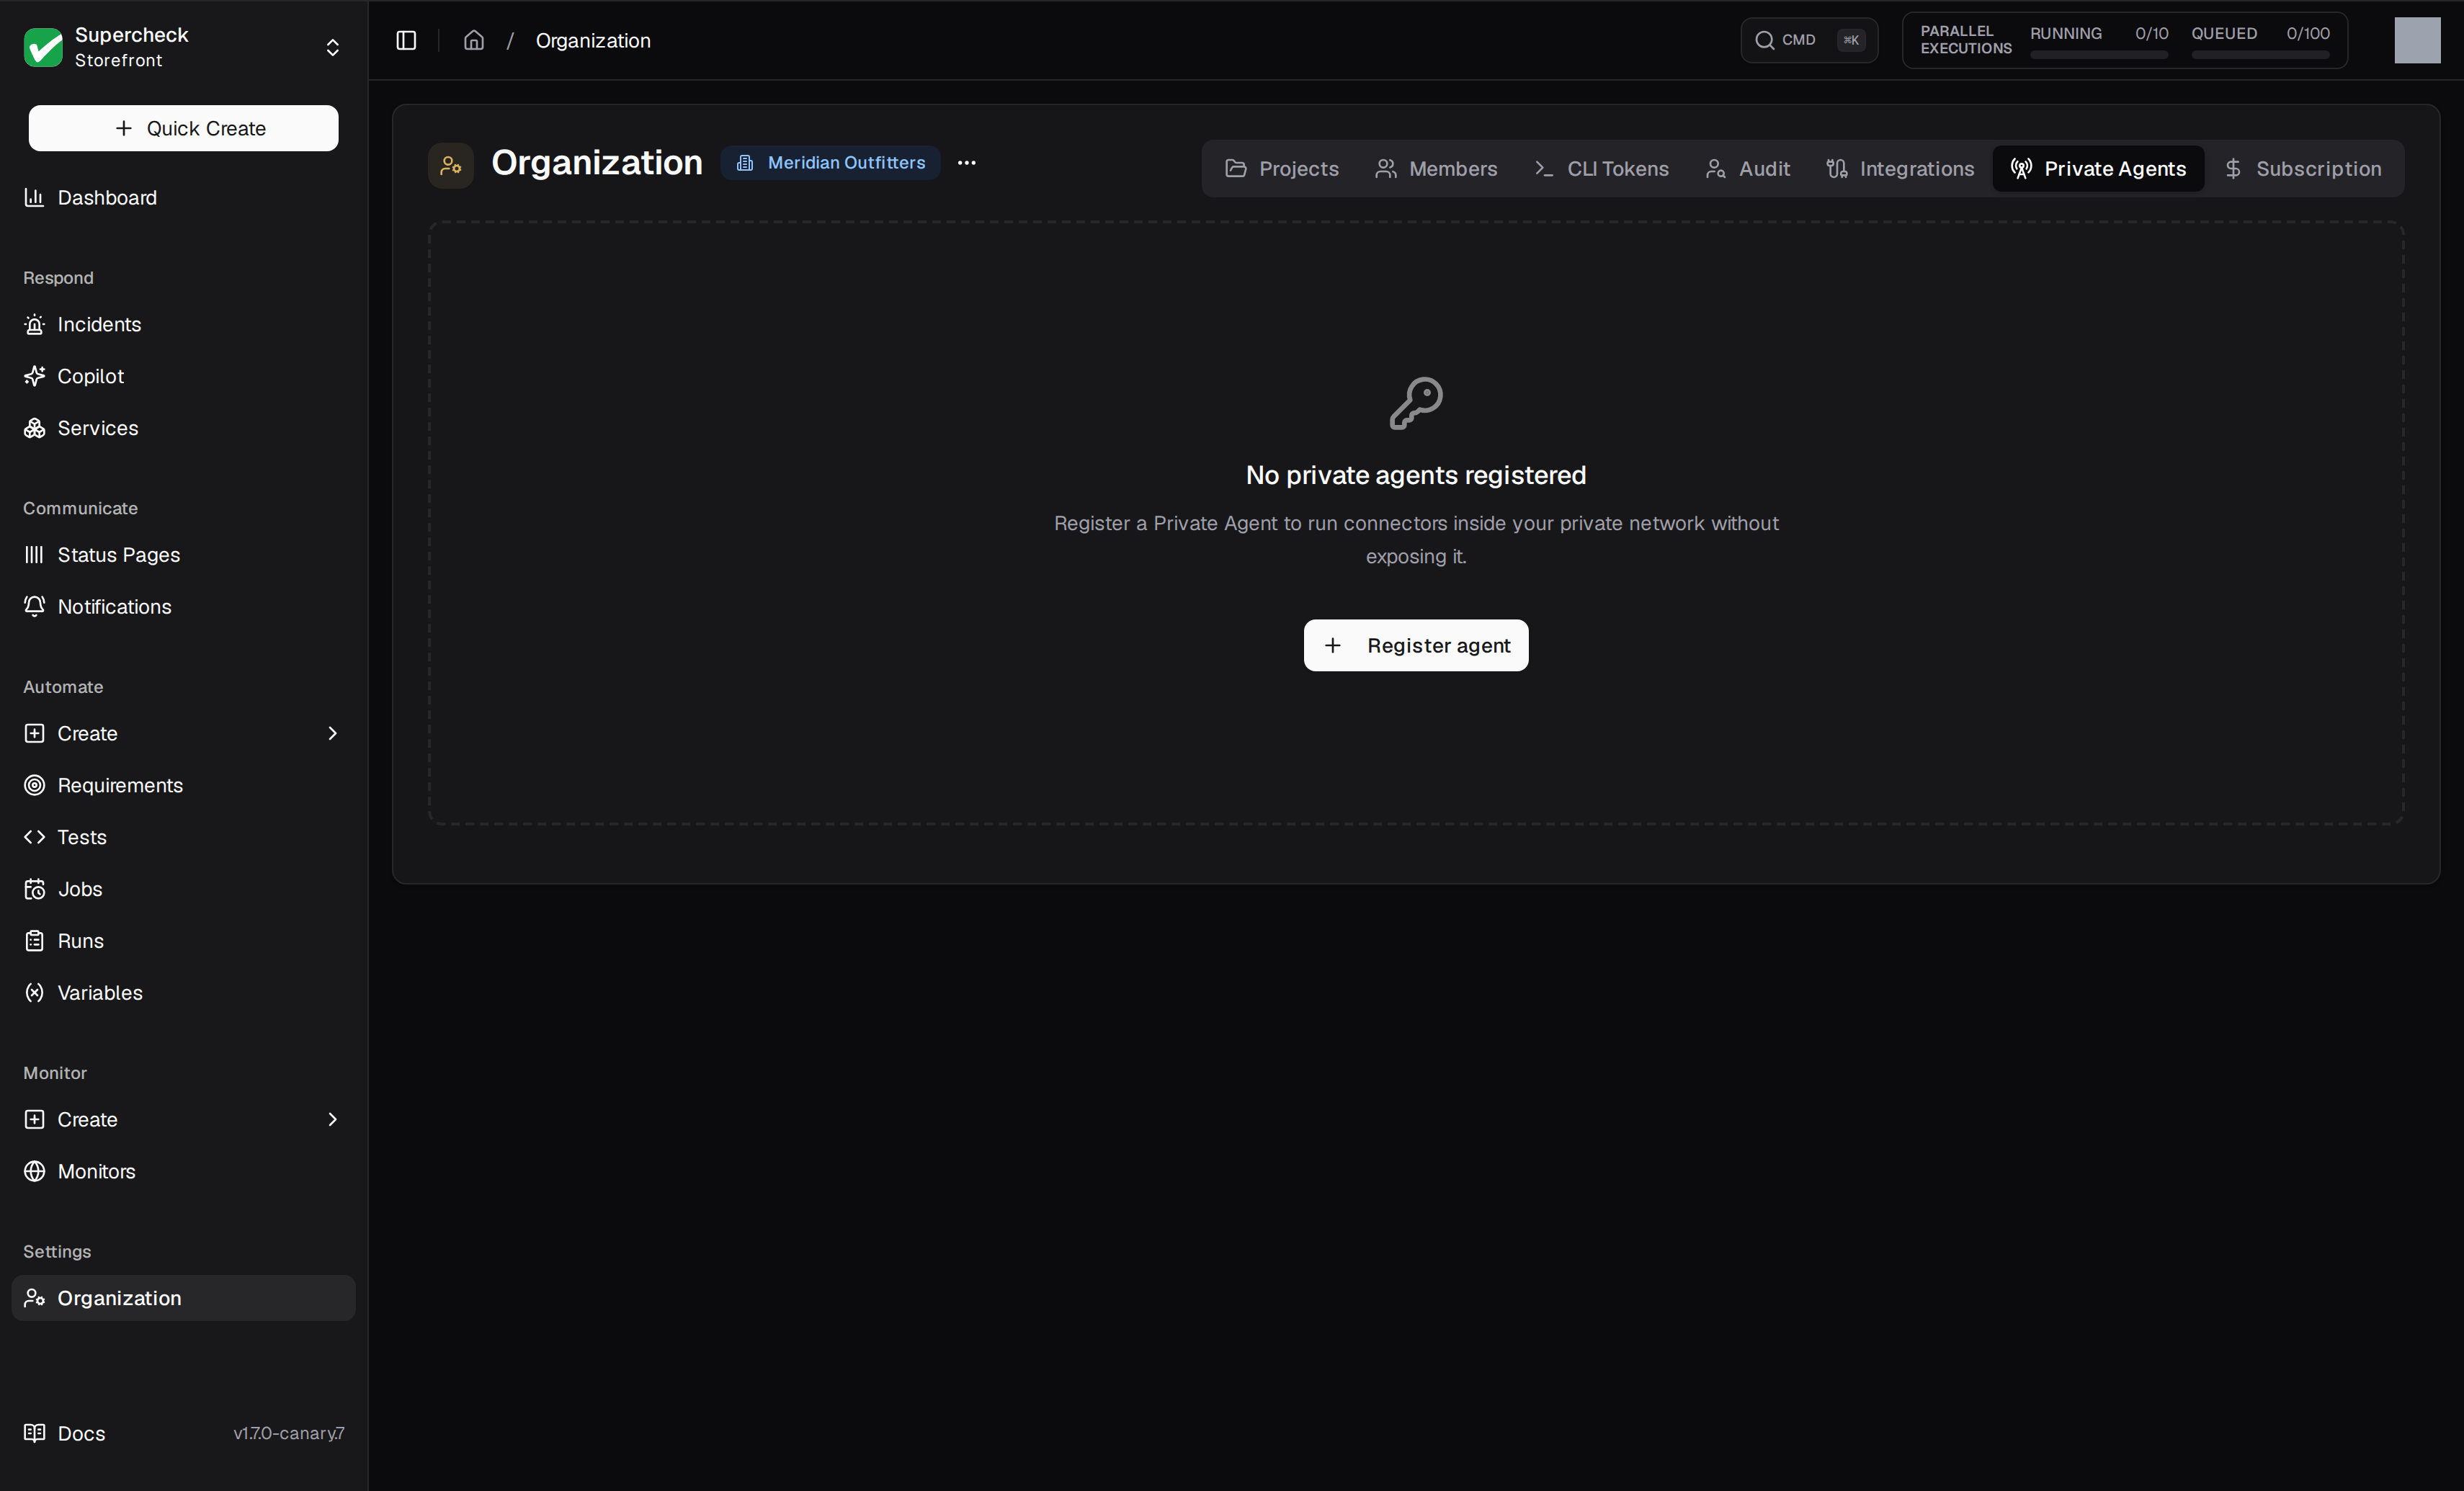 Supercheck
Storefront
Quick Create
Dashboard
Respond
Incidents
Copilot
Services
Communicate
Status Pages
Notifications
Automate
Create
Requirements
Tests
Jobs
Runs
Variables
Monitor
Create
Monitors
Settings
Organization
Docs
v1.7.0-canary.7
/ Organization
CMD ⌘K
PARALLEL EXECUTIONS
RUNNING 0/10
QUEUED 0/100
Organization
Meridian Outfitters
Projects
Members
CLI Tokens
Audit
Integrations
Private Agents
Subscription
No private agents registered
Register a Private Agent to run connectors inside your private network without
exposing it.
Register agent